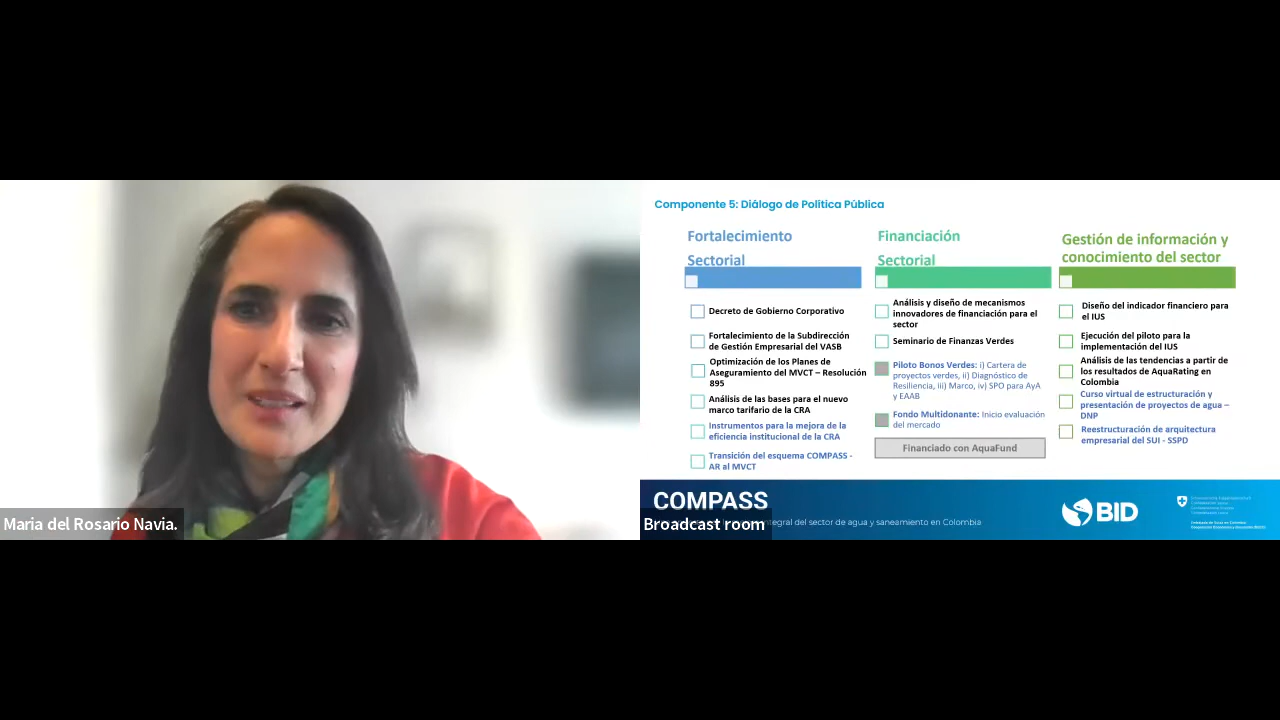 Maria del Rosario Navia.
Componente 5: Diálogo de Política Pública
Fortalecimiento
Sectorial
Decreto de Gobierno Corporativo
Fortalecimiento de la Subdirección
de Gestión Empresarial del VASB
Optimización de los Planes de
Aseguramiento del MVCT – Resolución
895
Análisis de las bases para el nuevo
marco tarifario de la CRA
Instrumentos para la mejora de la
eficiencia institucional de la CRA
Transición del esquema COMPASS -
AR al MVCT
Financiación
Sectorial
Análisis y diseño de mecanismos
innovadores de financiación para el
sector
Seminario de Finanzas Verdes
Piloto Bonos Verdes: i) Cartera de
proyectos verdes, ii) Diagnóstico de
Resiliencia, iii) Marco, iv) SPO para AyA
y EAAB
Fondo Multidonante: Inicio evaluación
del mercado
Financiado con AquaFund
Gestión de información y
conocimiento del sector
Diseño del indicador financiero para
el IUS
Ejecución del piloto para la
implementación del IUS
Análisis de las tendencias a partir de
los resultados de AquaRating en
Colombia
Curso virtual de estructuración y
presentación de proyectos de agua –
DNP
Reestructuración de arquitectura
empresarial del SUI - SSPD
COMPASS
Broadcast room
integral del sector de agua y saneamiento en Colombia
BID